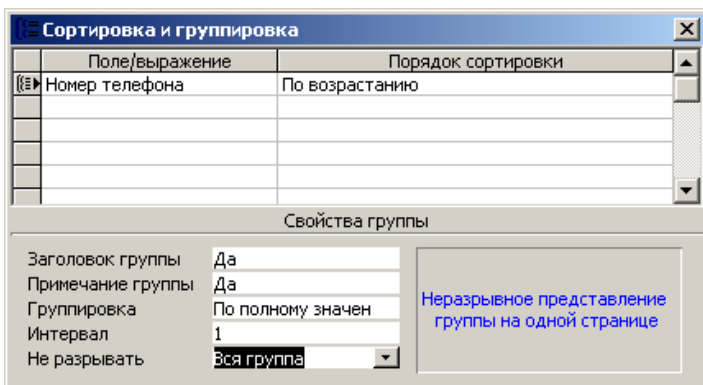 Сортировка и группировка
Поле/выражение Порядок сортировки
Номер телефона По возрастанию
Свойства группы
Заголовок группы Да
Примечание группы Да
Группировка По полному значен
Интервал 1
Не разрывать Вся группа
Неразрывное представление
группы на одной странице